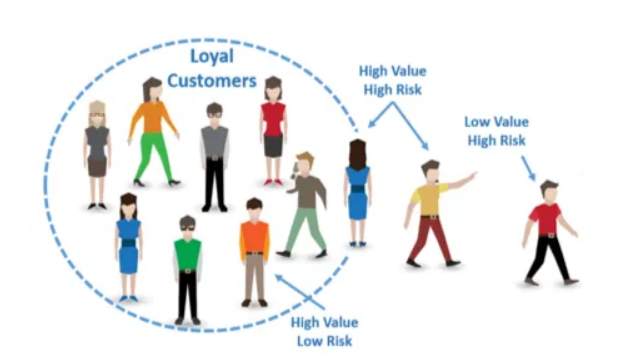 Loyal
Customers
High Value
High Risk
Low Value
High Risk
High Value
Low Risk